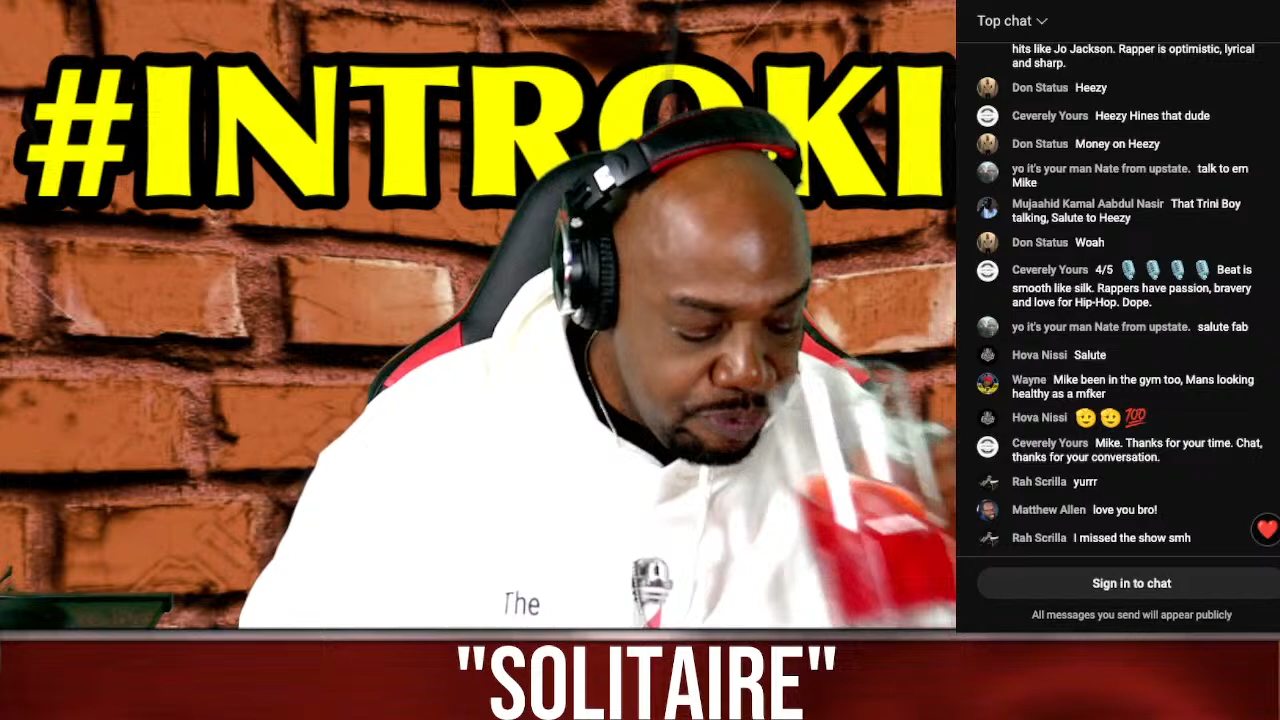 #INTROKI
The
"SOLITAIRE"
Top chat
hits like Jo Jackson. Rapper is optimistic, lyrical
and sharp.
Don Status Heezy
Ceverely Yours Heezy Hines that dude
Don Status Money on Heezy
yo it's your man Nate from upstate. talk to em
Mike
Mujaahid Kamal Aabdul Nasir That Trini Boy
talking, Salute to Heezy
Don Status Woah
Ceverely Yours 4/5 🎙️🎙️🎙️🎙️ Beat is
smooth like silk. Rappers have passion, bravery
and love for Hip-Hop. Dope.
yo it's your man Nate from upstate. salute fab
Hova Nissi Salute
Wayne Mike been in the gym too, Mans looking
healthy as a mfker
Hova Nissi 🫡🫡💯
Ceverely Yours Mike. Thanks for your time. Chat,
thanks for your conversation.
Rah Scrilla yurrr
Matthew Allen love you bro!
Rah Scrilla I missed the show smh
Sign in to chat
All messages you send will appear publicly